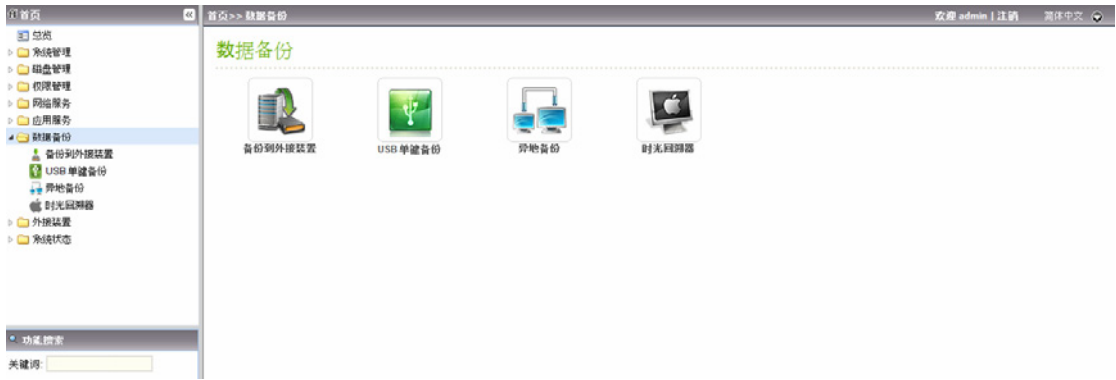 首页
首页>> 数据备份
欢迎 admin | 注销
简体中文
总览
系统管理
磁盘管理
权限管理
网络服务
应用服务
数据备份
备份到外接装置
USB 单键备份
异地备份
时光回溯器
外接装置
系统状态
功能搜索
关键词:
数据备份
备份到外接装置
USB 单键备份
异地备份
时光回溯器